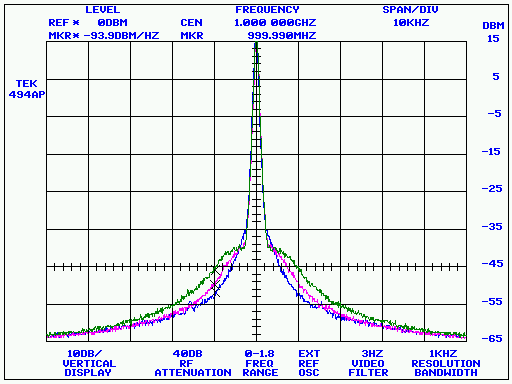 LEVEL FREQUENCY SPAN/DIV
REF* 0DBM CEN 1.000 000GHZ 10KHZ
MKR* -93.9DBM/HZ MKR 999.990MHZ
DBM
15
TEK
494AP
5
-5
-15
-25
-35
-45
-55
-65
10DB/ 40DB 0-1.8 EXT 3HZ 1KHZ
VERTICAL RF FREQ REF VIDEO RESOLUTION
DISPLAY ATTENUATION RANGE OSC FILTER BANDWIDTH